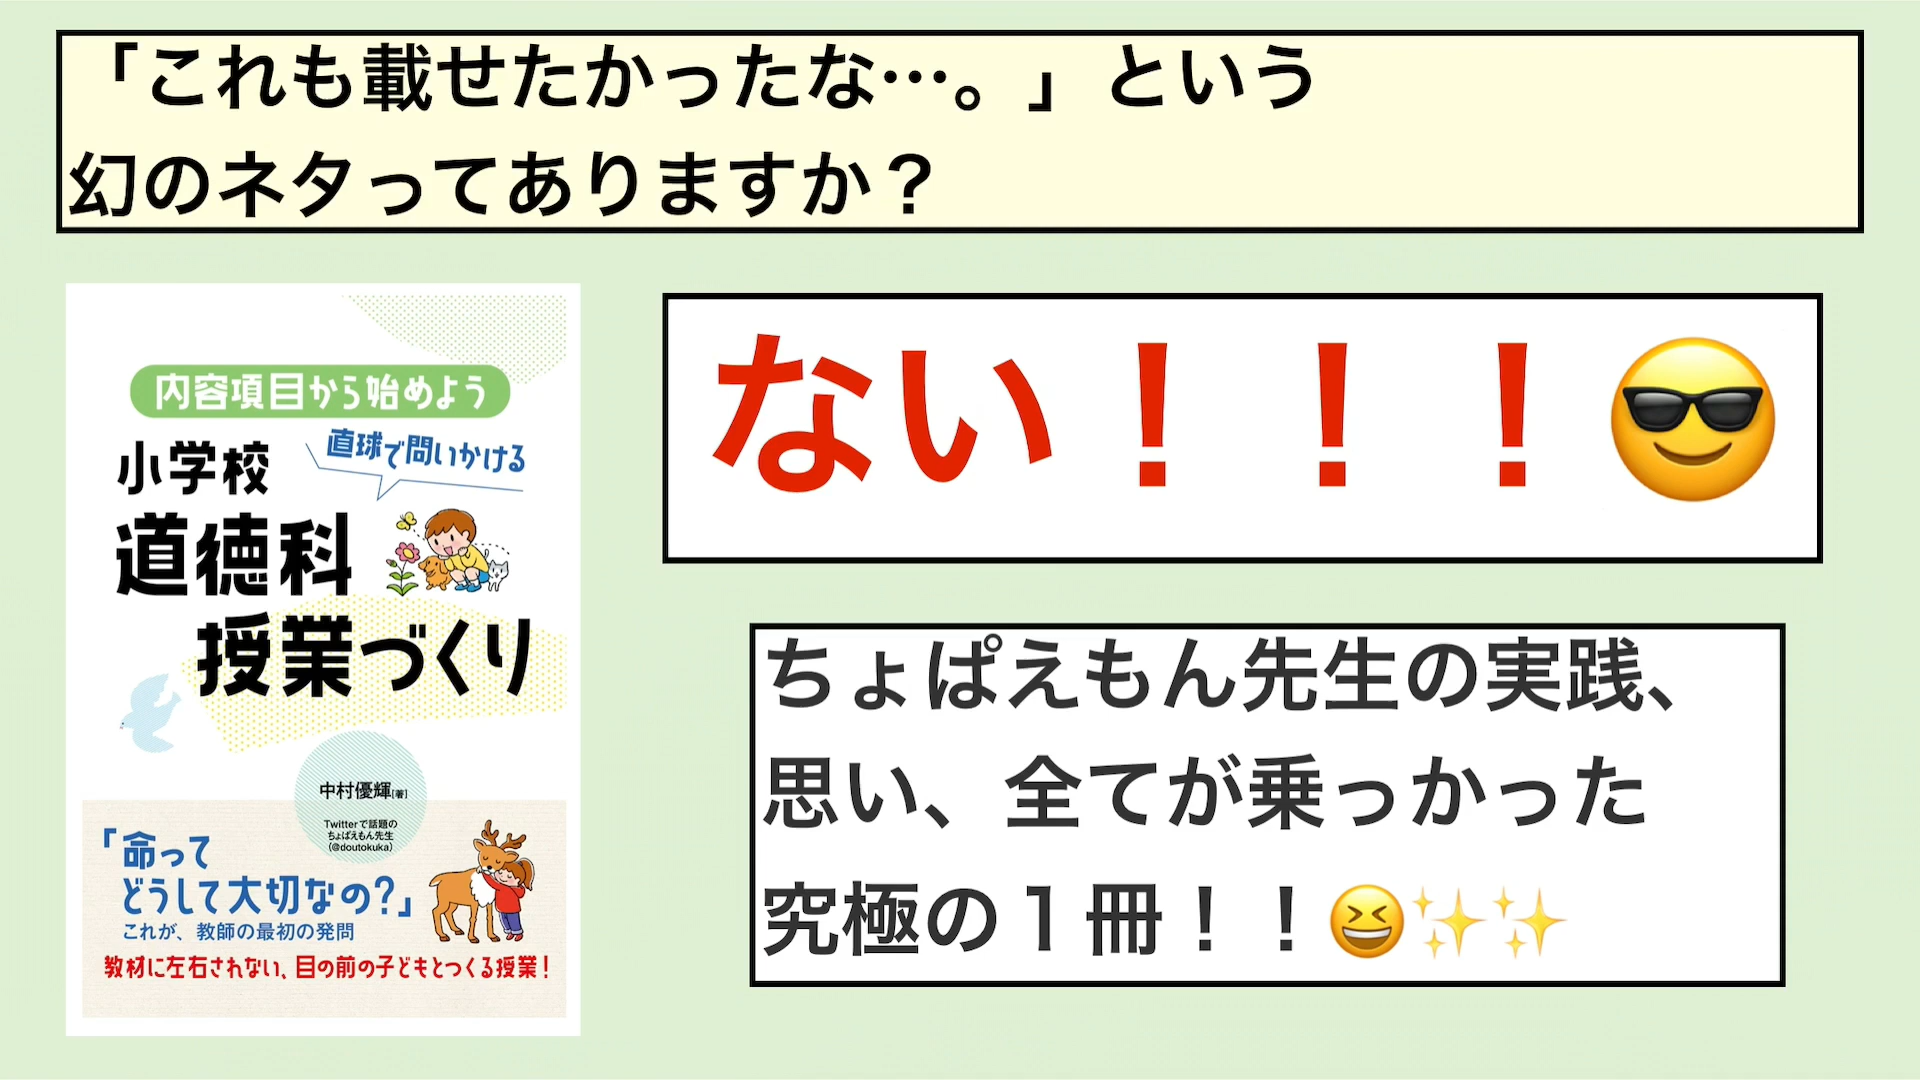 「これも載せたかったな…。」という
幻のネタってありますか？
内容項目から始めよう
直球で問いかける
小学校
道徳科
授業づくり
中村優輝[著]
Twitterで話題の
ちょぱえもん先生
(@doutokuka)
「命って
どうして大切なの?」
これが、教師の最初の発問
教材に左右されない、目の前の子どもとつくる授業!
ない！！！😎
ちょぱえもん先生の実践、
思い、全てが乗っかった
究極の１冊！！😆✨✨